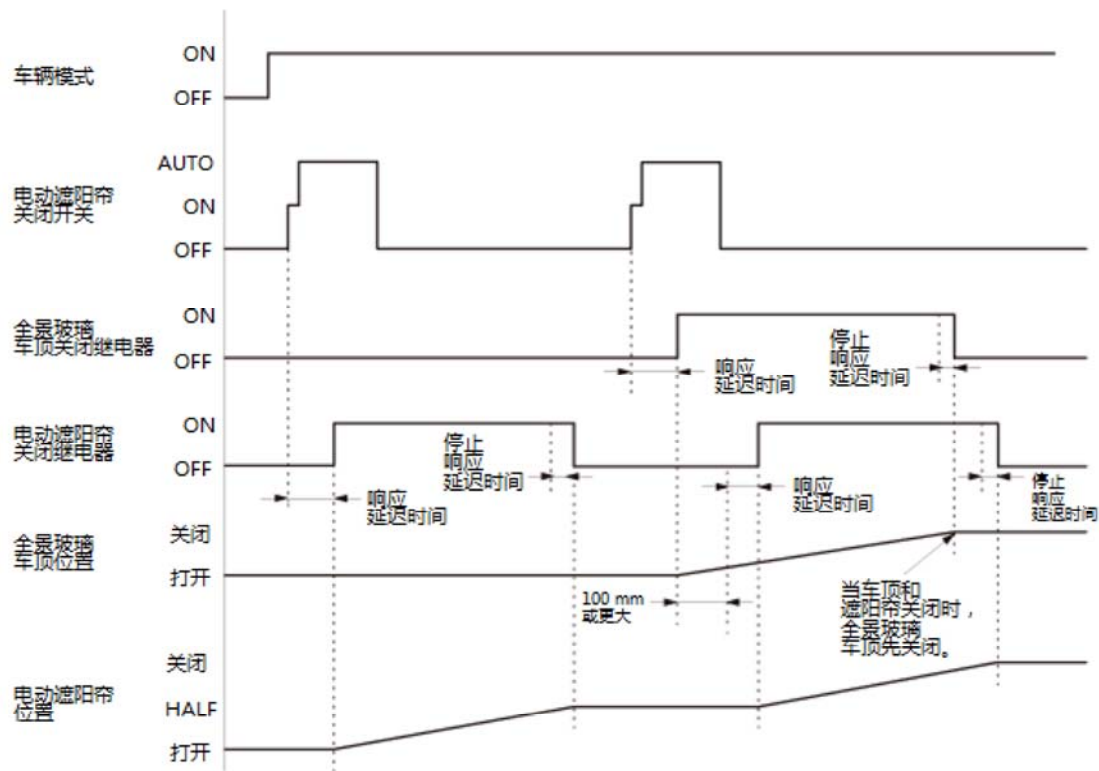 ON
车辆模式
OFF
AUTO
电动遮阳帘
关闭开关
ON
OFF
ON
全景玻璃
车顶关闭继电器
OFF
响应
延迟时间
停止
响应
延迟时间
ON
电动遮阳帘
关闭继电器
OFF
响应
延迟时间
停止
响应
延迟时间
响应
延迟时间
停止
响应
延迟时间
关闭
全景玻璃
车顶位置
打开
100 mm
或更大
当车顶和
遮阳帘关闭时，
全景玻璃
车顶先关闭。
关闭
电动遮阳帘
位置
HALF
打开